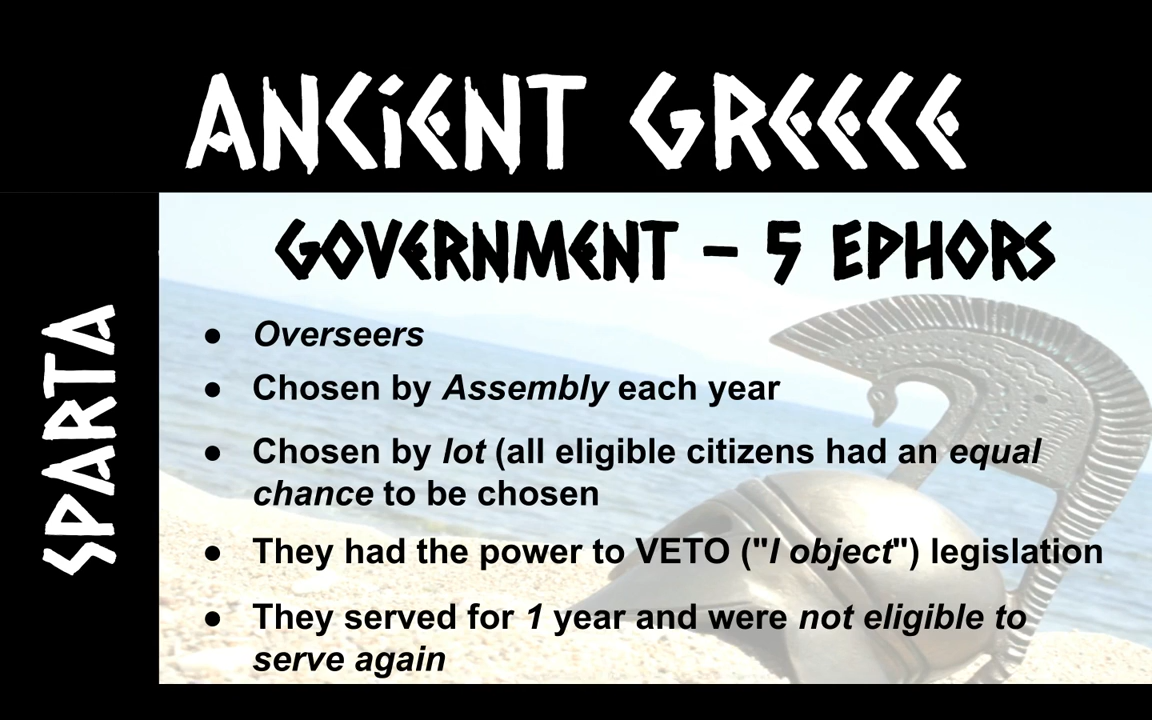 ANCiENT GREECE
SPARTA
GOVERNMENT – 5 EPHORS
● Overseers
● Chosen by Assembly each year
● Chosen by lot (all eligible citizens had an equal
chance to be chosen
● They had the power to VETO ("I object") legislation
● They served for 1 year and were not eligible to
serve again